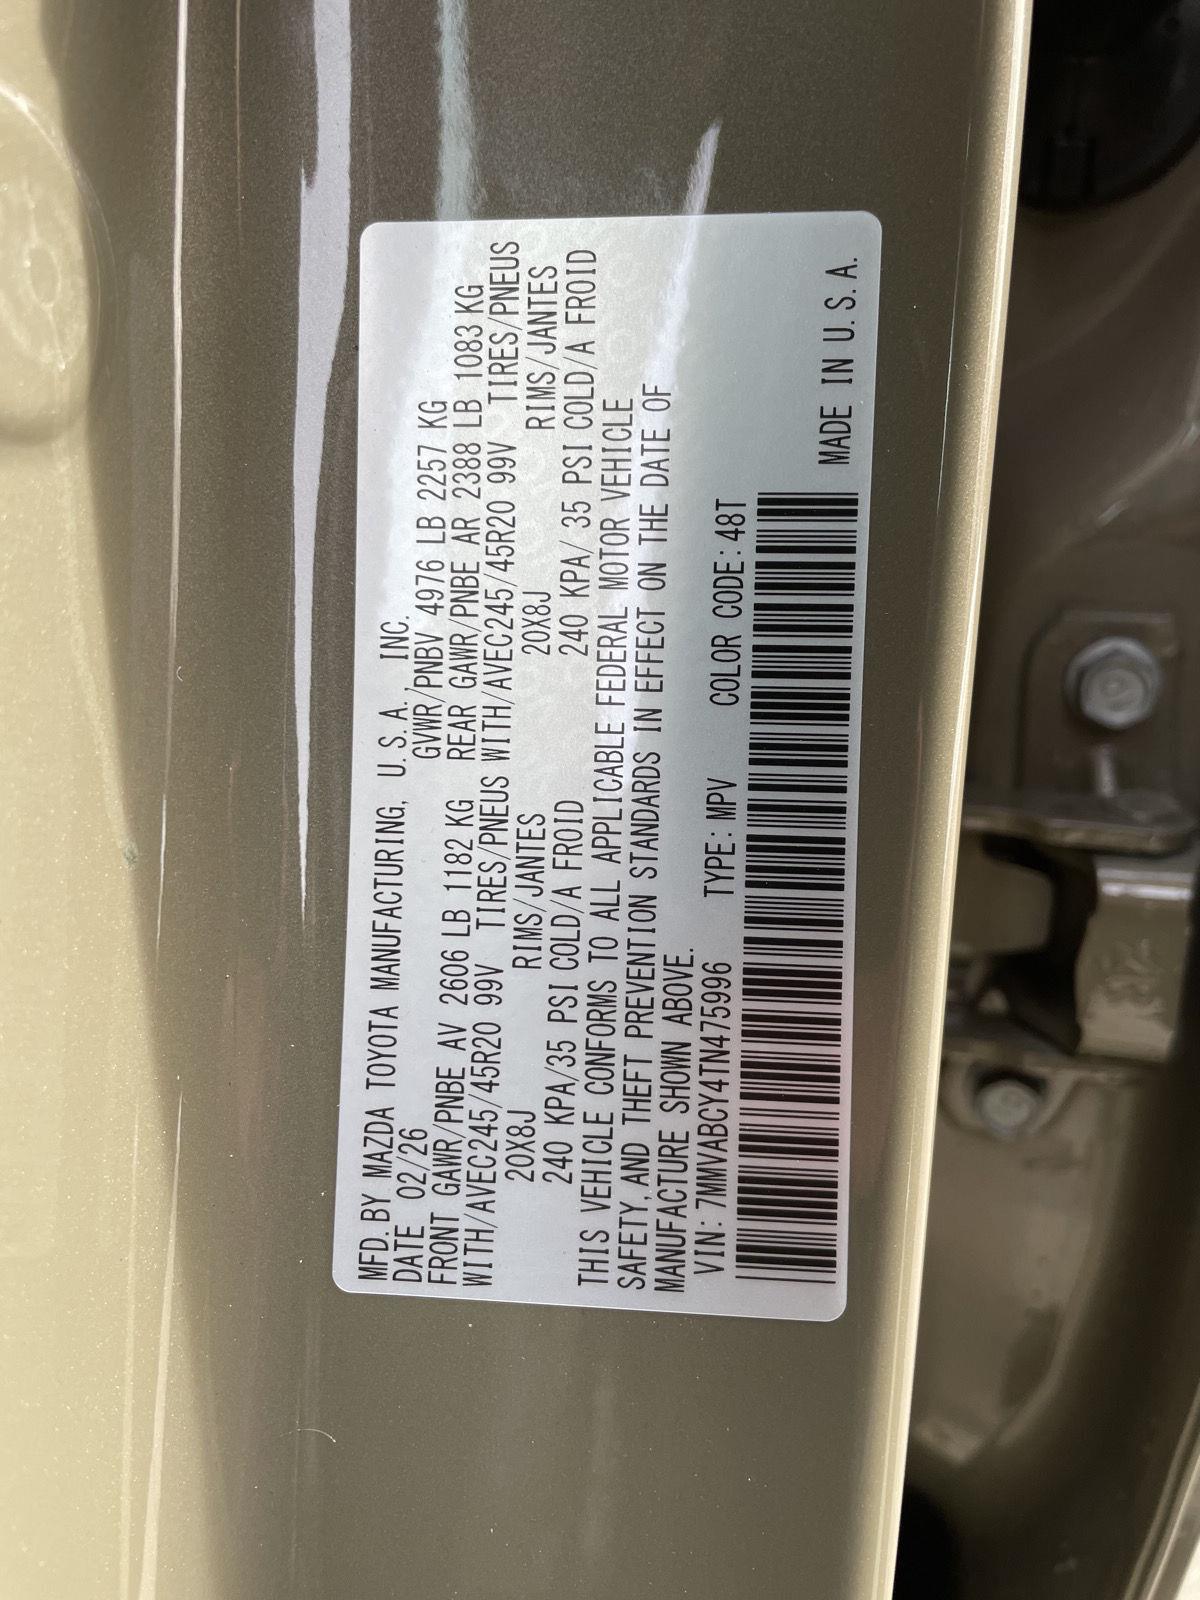 MFD. BY MAZDA TOYOTA MANUFACTURING, U.S.A., INC.
DATE 02/26 GVWR/PNBV 4976 LB 2257 KG
FRONT GAWR/PNBE AV 2606 LB 1182 KG REAR GAWR/PNBE AR 2388 LB 1083 KG
WITH/AVEC245/45R20 99V TIRES/PNEUS WITH/AVEC245/45R20 99V TIRES/PNEUS
20X8J RIMS/JANTES 20X8J RIMS/JANTES
240 KPA/35 PSI COLD/A FROID 240 KPA/ 35 PSI COLD/A FROID
THIS VEHICLE CONFORMS TO ALL APPLICABLE FEDERAL MOTOR VEHICLE
SAFETY, AND THEFT PREVENTION STANDARDS IN EFFECT ON THE DATE OF
MANUFACTURE SHOWN ABOVE.
VIN: 7MMVABCY4TN475996 TYPE: MPV COLOR CODE: 48T
MADE IN U.S.A.